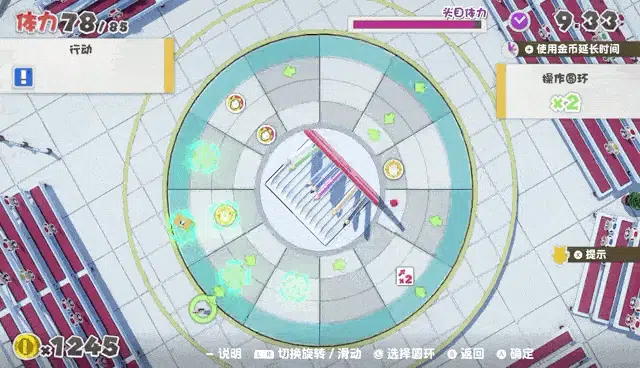 体力78/85
头目体力
9.33
行动
使用金币延长时间
操作圆环
×2
×2
提示
×1245
说明
L R 切换旋转/滑动
L 选择圆环
B 返回
A 确定